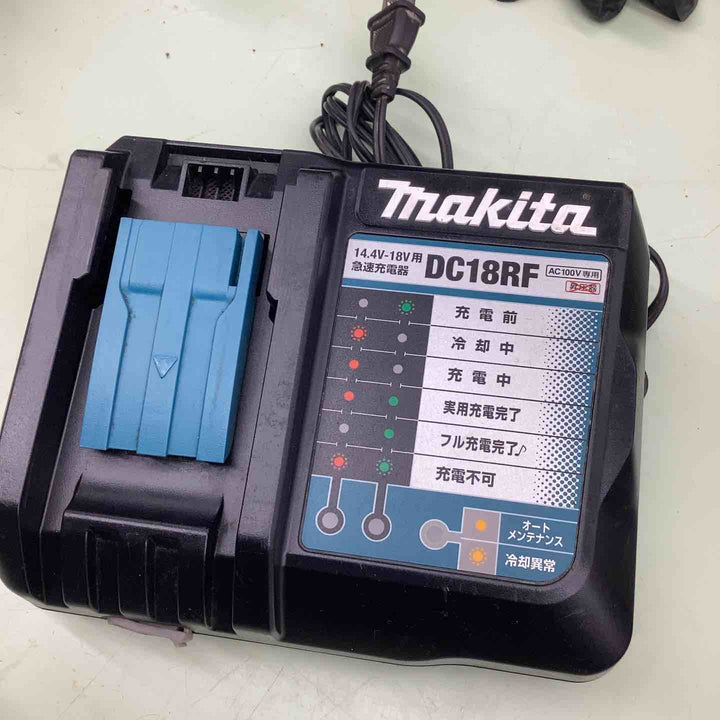 makita
14.4V-18V用
急速充電器
DC18RF
AC100V専用
充電前
冷却中
充電中
実用充電完了
フル充電完了♪
充電不可
オート
メンテナンス
冷却異常